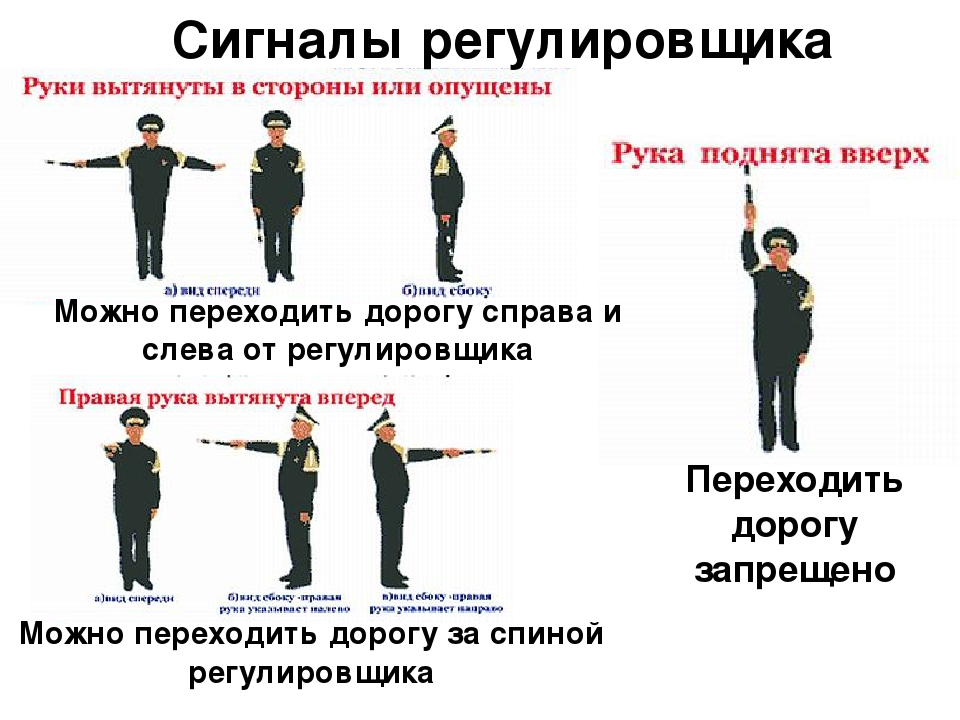 Сигналы регулировщика
Руки вытянуты в стороны или опущены
а) вид спереди
б)вид сбоку
Можно переходить дорогу справа и
слева от регулировщика
Правая рука вытянута вперед
а)вид спереди
б)вид сбоку -правая
рука указывает налево
в)вид сбоку -правая
рука указывает направо
Можно переходить дорогу за спиной
регулировщика
Рука поднята вверх
Переходить
дорогу
запрещено